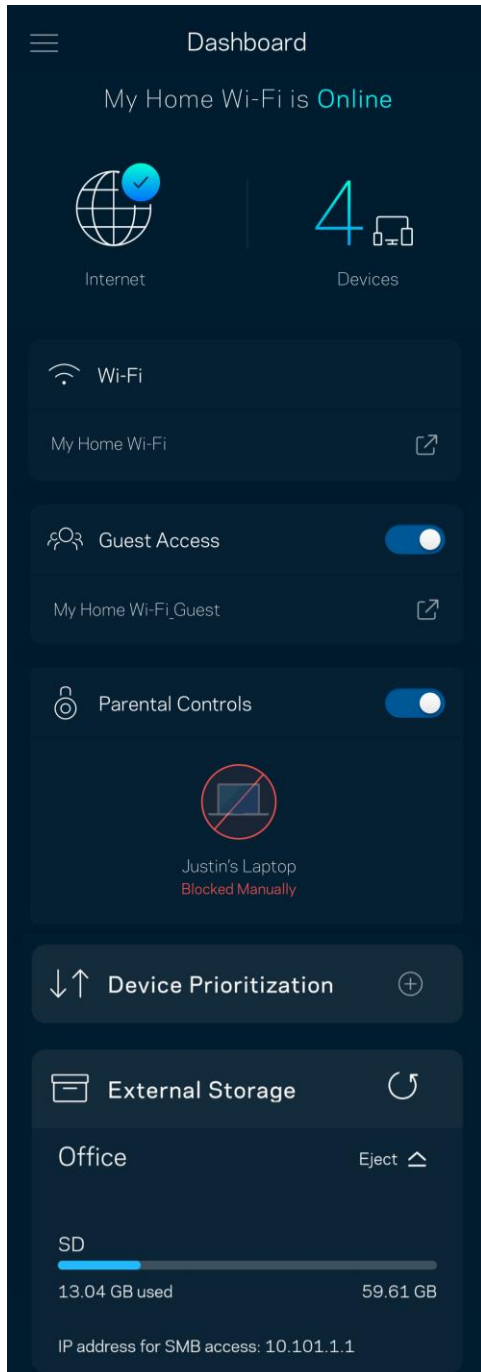 Dashboard
My Home Wi-Fi is Online
4
Internet
Devices
Wi-Fi
My Home Wi-Fi
Guest Access
My Home Wi-Fi_Guest
Parental Controls
Justin's Laptop
Blocked Manually
Device Prioritization
External Storage
Office
Eject
SD
13.04 GB used
59.61 GB
IP address for SMB access: 10.101.1.1